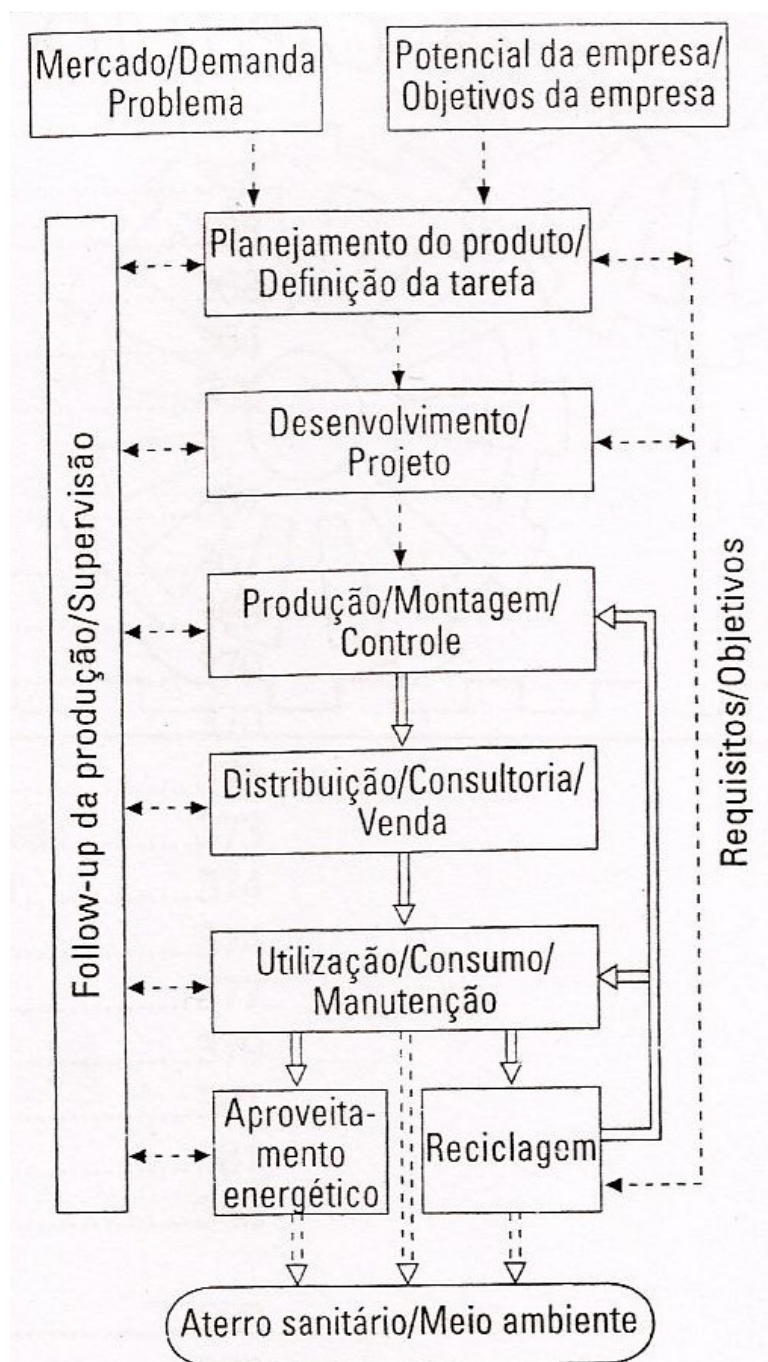 Mercado/Demanda
Problema
Potencial da empresa/
Objetivos da empresa
Planejamento do produto/
Definição da tarefa
Desenvolvimento/
Projeto
Produção/Montagem/
Controle
Distribuição/Consultoria/
Venda
Utilização/Consumo/
Manutenção
Aproveita-
mento
energético
Reciclagem
Aterro sanitário/Meio ambiente
Follow-up da produção/Supervisão
Requisitos/Objetivos